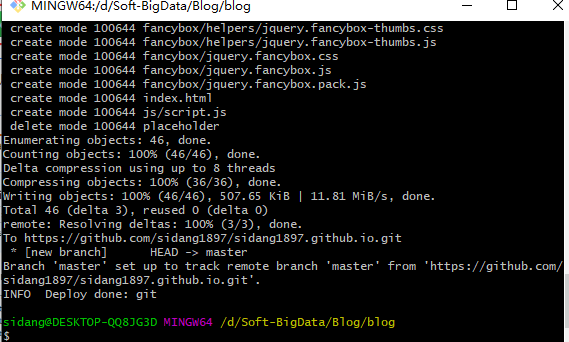 MINGW64:/d/Soft-BigData/Blog/blog
create mode 100644 fancybox/helpers/jquery.fancybox-thumbs.css
create mode 100644 fancybox/helpers/jquery.fancybox-thumbs.js
create mode 100644 fancybox/jquery.fancybox.css
create mode 100644 fancybox/jquery.fancybox.js
create mode 100644 fancybox/jquery.fancybox.pack.js
create mode 100644 index.html
create mode 100644 js/script.js
delete mode 100644 placeholder
Enumerating objects: 46, done.
Counting objects: 100% (46/46), done.
Delta compression using up to 8 threads
Compressing objects: 100% (36/36), done.
Writing objects: 100% (46/46), 507.65 KiB | 11.81 MiB/s, done.
Total 46 (delta 3), reused 0 (delta 0)
remote: Resolving deltas: 100% (3/3), done.
To https://github.com/sidang1897/sidang1897.github.io.git
* [new branch]      HEAD -> master
Branch 'master' set up to track remote branch 'master' from 'https://github.com/
sidang1897/sidang1897.github.io.git'.
INFO  Deploy done: git
sidang@DESKTOP-QQ8JG3D MINGW64 /d/Soft-BigData/Blog/blog
$